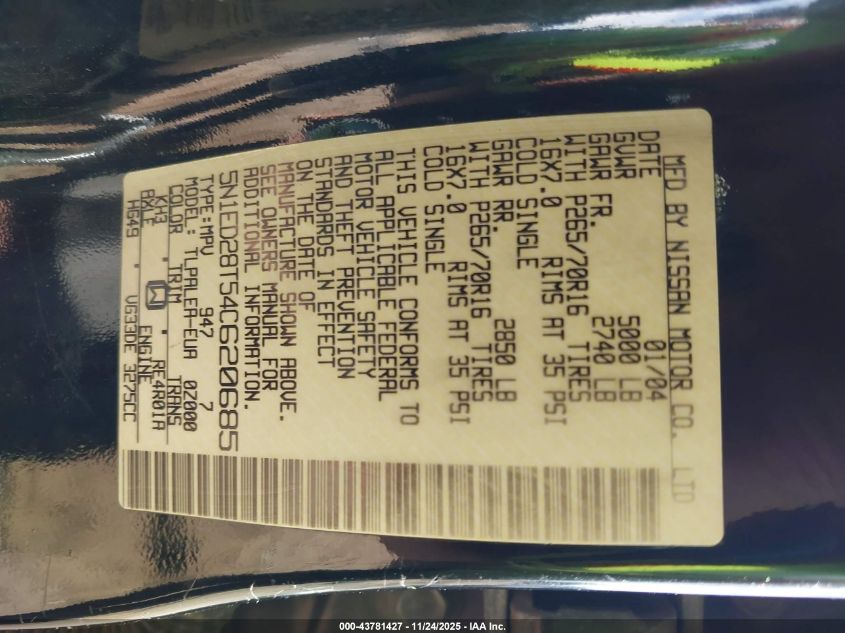 MFD BY NISSAN MOTOR CO., LTD
DATE 01/04
GVWR 5000 LB
GAWR FR. 2740 LB
WITH P265/70R16 TIRES
16X7.0 RIMS AT 35 PSI
COLD SINGLE
GAWR RR. 2850 LB
WITH P265/70R16 TIRES
16X7.0 RIMS AT 35 PSI
COLD SINGLE
THIS VEHICLE CONFORMS TO
ALL APPLICABLE FEDERAL
MOTOR VEHICLE SAFETY
AND THEFT PREVENTION
STANDARDS IN EFFECT
ON THE DATE OF
MANUFACTURE SHOWN ABOVE.
SEE OWNERS MANUAL FOR
ADDITIONAL INFORMATION.
5N1ED28T54C620685
TYPE:MPV 947 7
MODEL: TLPALEA-EUA 0Z000
COLOR TRIM TRANS
KH3 RE4R01A
AXLE ENGINE
HG45 VG33DE 3275CC
000-43781427 - 11/24/2025 - IAA Inc.